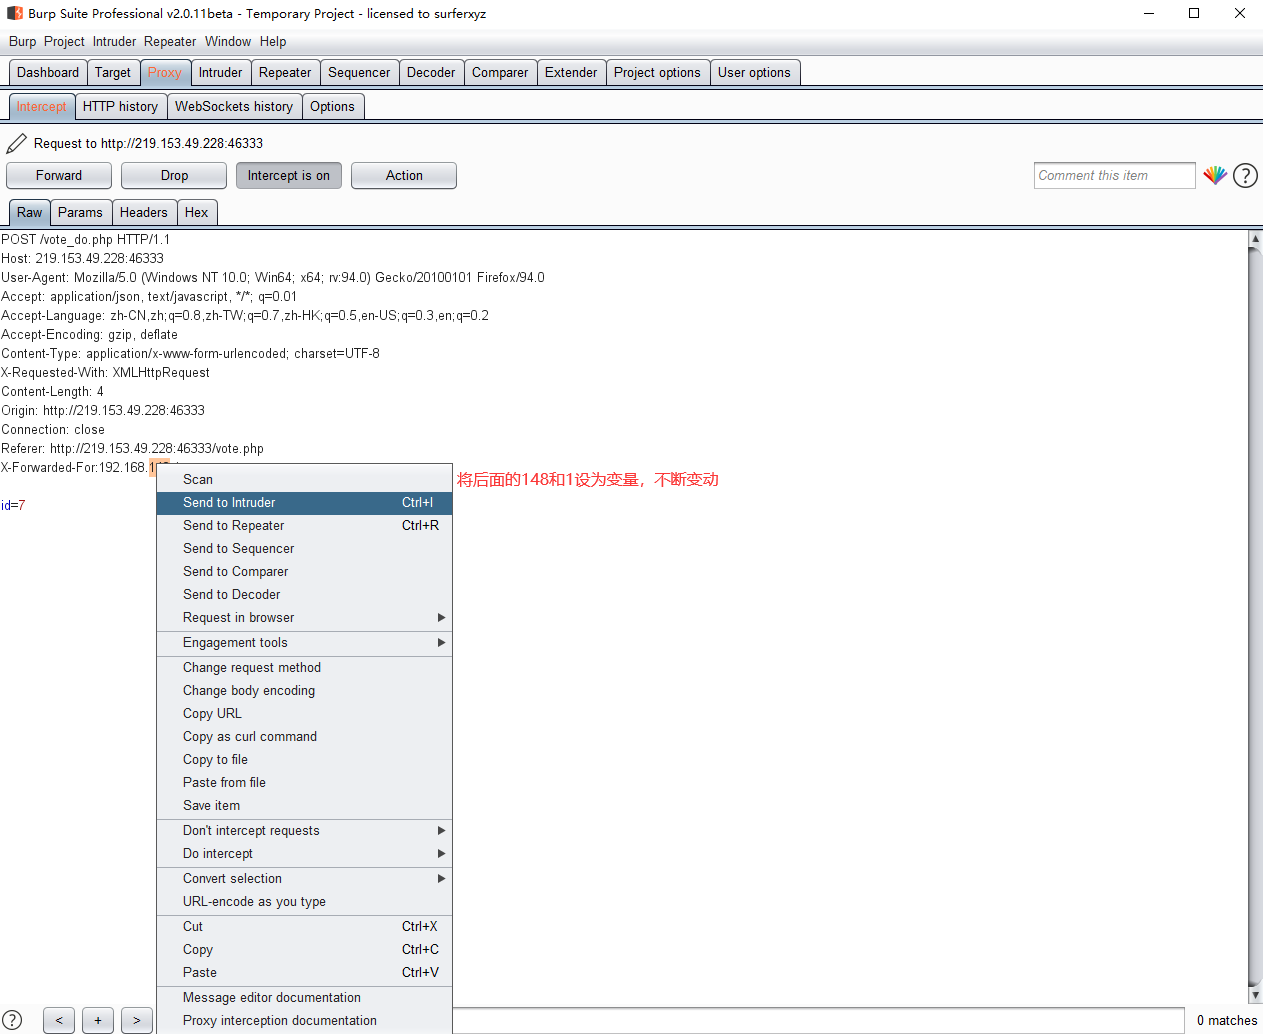 Burp Suite Professional v2.0.11beta - Temporary Project - licensed to surferxyz
Burp Project Intruder Repeater Window Help
Dashboard Target Proxy Intruder Repeater Sequencer Decoder Comparer Extender Project options User options
Intercept HTTP history WebSockets history Options
Request to http://219.153.49.228:46333
Forward Drop Intercept is on Action Comment this item ?
Raw Params Headers Hex
POST /vote_do.php HTTP/1.1
Host: 219.153.49.228:46333
User-Agent: Mozilla/5.0 (Windows NT 10.0; Win64; x64; rv:94.0) Gecko/20100101 Firefox/94.0
Accept: application/json, text/javascript, */*; q=0.01
Accept-Language: zh-CN,zh;q=0.8,zh-TW;q=0.7,zh-HK;q=0.5,en-US;q=0.3,en;q=0.2
Accept-Encoding: gzip, deflate
Content-Type: application/x-www-form-urlencoded; charset=UTF-8
X-Requested-With: XMLHttpRequest
Content-Length: 4
Origin: http://219.153.49.228:46333
Connection: close
Referer: http://219.153.49.228:46333/vote.php
X-Forwarded-For:192.168.
将后面的148和1设为变量，不断变动
id=7
Scan
Send to Intruder Ctrl+I
Send to Repeater Ctrl+R
Send to Sequencer
Send to Comparer
Send to Decoder
Request in browser
Engagement tools
Change request method
Change body encoding
Copy URL
Copy as curl command
Copy to file
Paste from file
Save item
Don't intercept requests
Do intercept
Convert selection
URL-encode as you type
Cut Ctrl+X
Copy Ctrl+C
Paste Ctrl+V
Message editor documentation
Proxy interception documentation
? < + > 0 matches